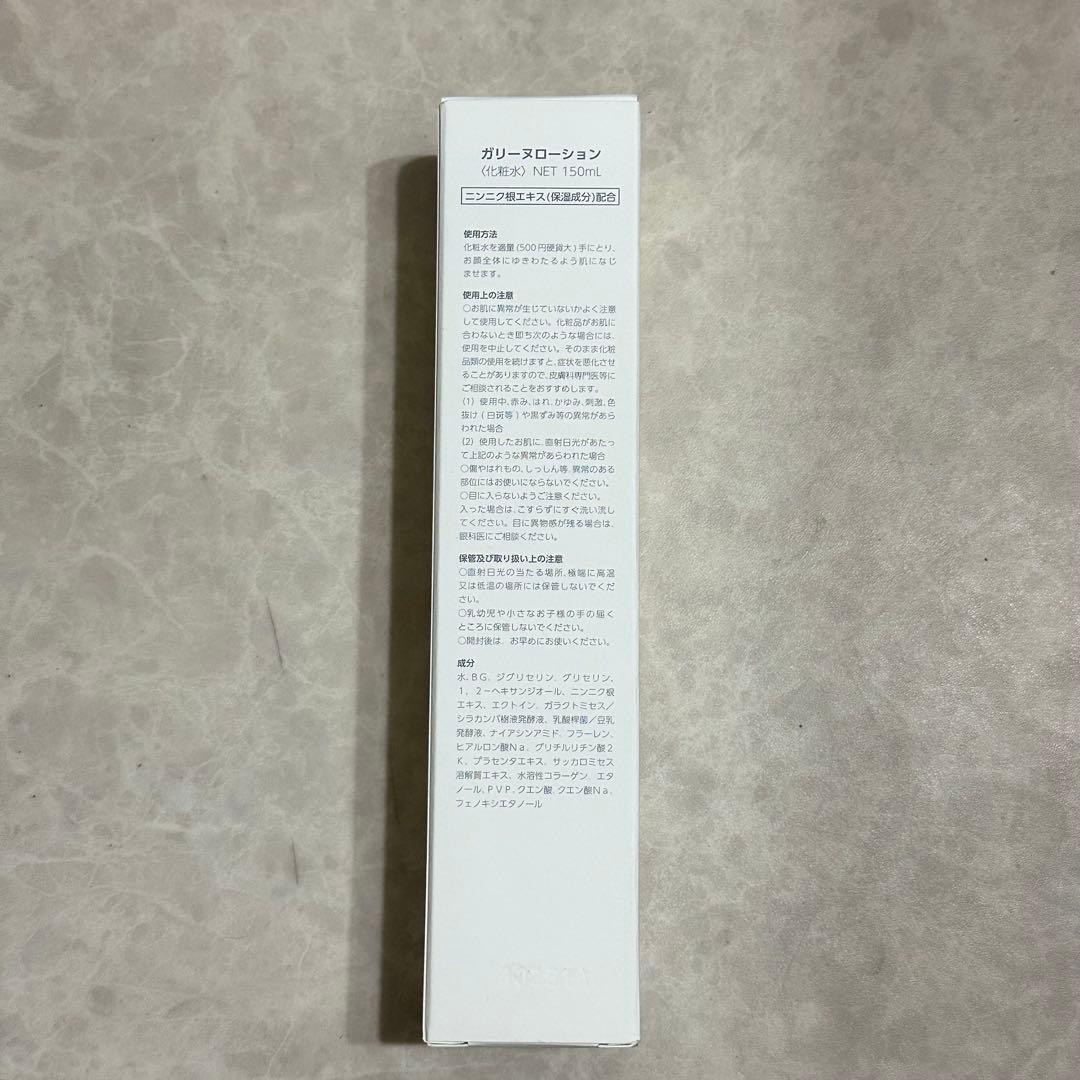 ガリーヌローション
〈化粧水〉NET 150mL
ニンニク根エキス(保湿成分)配合
使用方法
化粧水を適量(500円硬貨大)手にとり、
お顔全体にゆきわたるよう肌になじ
ませます。
使用上の注意
○お肌に異常が生じていないかよく注意
して使用してください。化粧品がお肌に
合わないとき即ち次のような場合には、
使用を中止してください。そのまま化粧
品類の使用を続けますと、症状を悪化させ
ることがありますので、皮膚科専門医等に
ご相談されることをおすすめします。
(1) 使用中、赤み、はれ、かゆみ、刺激、色
抜け(白斑等)や黒ずみ等の異常があら
われた場合
(2) 使用したお肌に、直射日光があたっ
て上記のような異常があらわれた場合
○傷やはれもの、しっしん等、異常のある
部位にはお使いにならないでください。
○目に入らないようご注意ください。
入った場合は、こすらずにすぐ洗い流し
てください。目に異物感が残る場合は、
眼科医にご相談ください。
保管及び取り扱い上の注意
○直射日光の当たる場所、極端に高温
又は低温の場所には保管しないでくだ
さい。
○乳幼児や小さなお子様の手の届く
ところに保管しないでください。
○開封後は、お早めにお使いください。
成分
水、BG、ジグリセリン、グリセリン、
1，2－ヘキサンジオール、ニンニク根
エキス、エクトイン、ガラクトミセス／
シラカンバ樹液発酵液、乳酸桿菌／豆乳
発酵液、ナイアシンアミド、フラーレン、
ヒアルロン酸Na、グリチルリチン酸2
K、プラセンタエキス、サッカロミセス
溶解質エキス、水溶性コラーゲン、エタ
ノール、PVP、クエン酸、クエン酸Na、
フェノキシエタノール